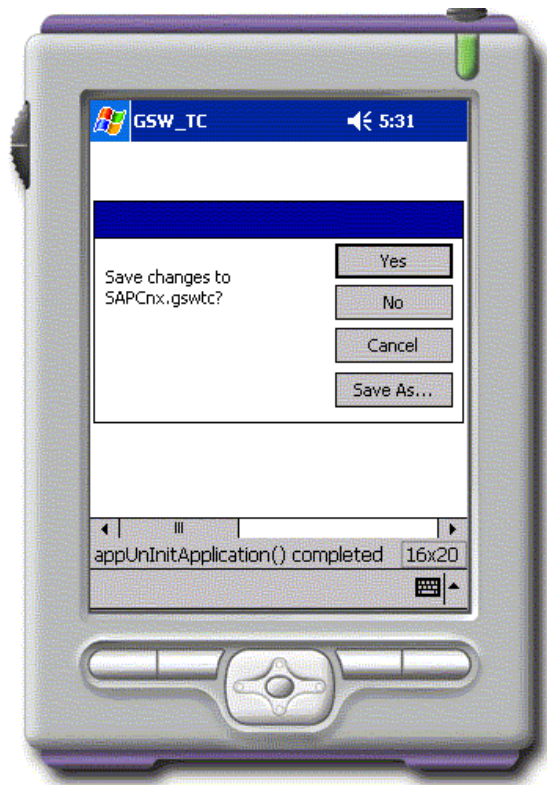 GSW_TC 5:31
Save changes to
SAPCnx.gswtc?
Yes
No
Cancel
Save As...
appUnInitApplication() completed 16x20